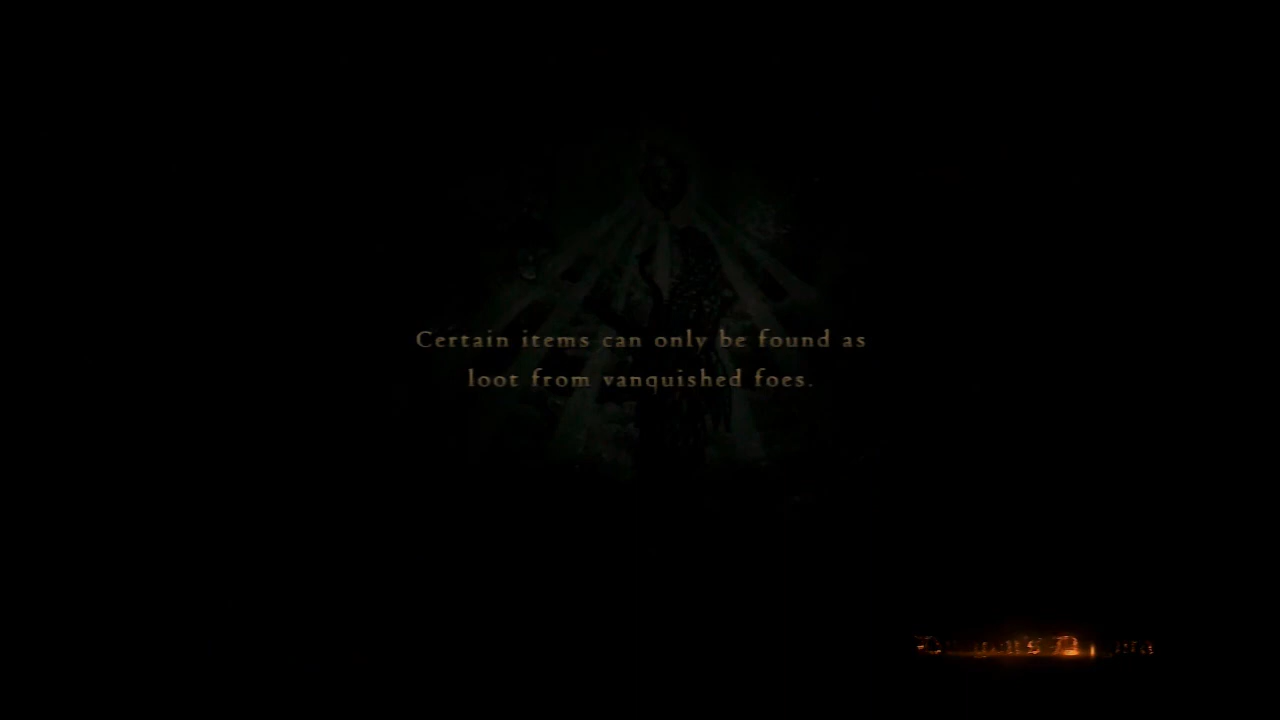 Certain items can only be found as
loot from vanquished foes.